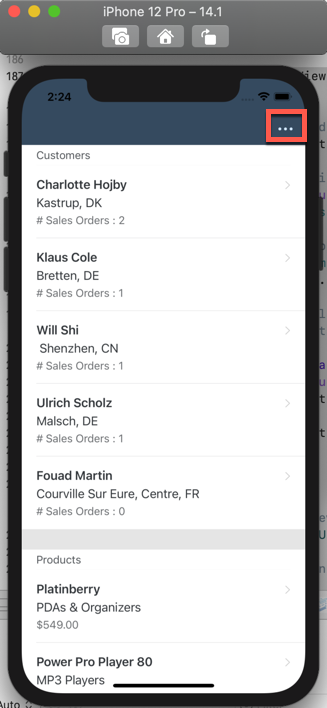 iPhone 12 Pro – 14.1
186
187
2:24
Customers
Charlotte Hojby
Kastrup, DK
# Sales Orders : 2
Klaus Cole
Bretten, DE
# Sales Orders : 1
Will Shi
Shenzhen, CN
# Sales Orders : 1
Ulrich Scholz
Malsch, DE
# Sales Orders : 1
Fouad Martin
Courville Sur Eure, Centre, FR
# Sales Orders : 0
Products
Platinberry
PDAs & Organizers
$549.00
Power Pro Player 80
MP3 Players
Auto